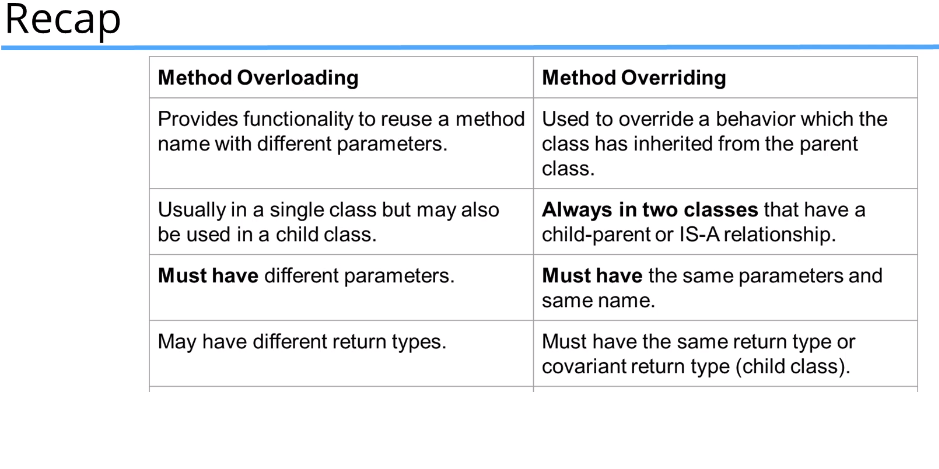 Recap
Method Overloading
Method Overriding
Provides functionality to reuse a method
name with different parameters.
Used to override a behavior which the
class has inherited from the parent
class.
Usually in a single class but may also
be used in a child class.
Always in two classes that have a
child-parent or IS-A relationship.
Must have different parameters.
Must have the same parameters and
same name.
May have different return types.
Must have the same return type or
covariant return type (child class).